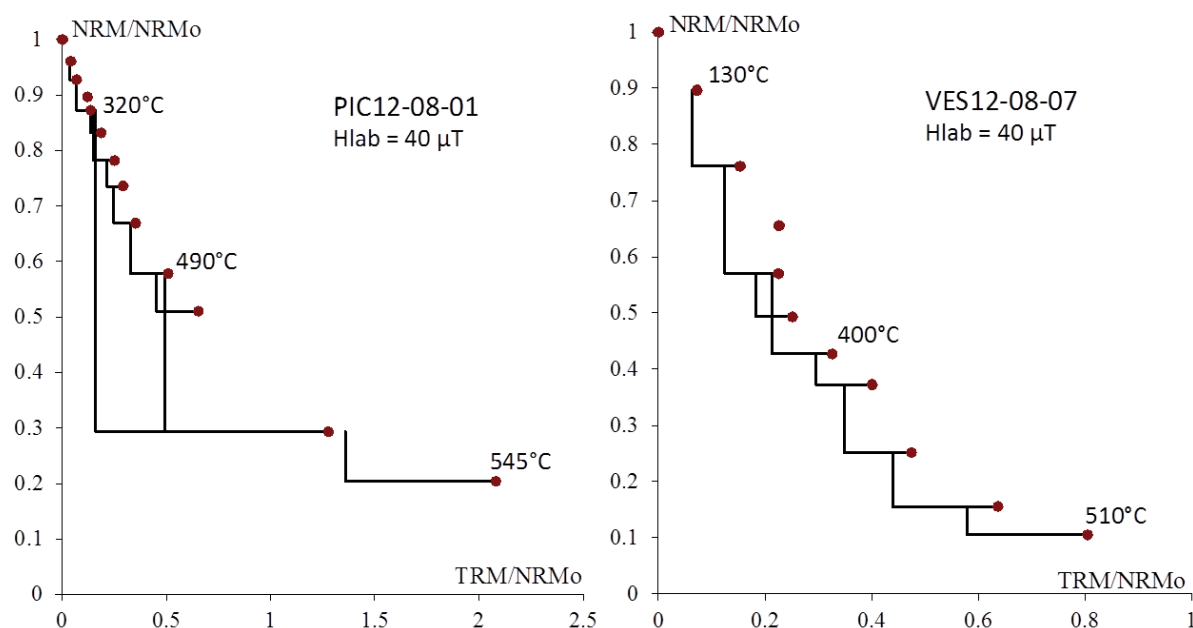 NRM/NRMo
1
0.9
0.8
0.7
0.6
0.5
0.4
0.3
0.2
0.1
0
320°C
490°C
545°C
PIC12-08-01
Hlab = 40 µT
TRM/NRMo
0
0.5
1
1.5
2
2.5
NRM/NRMo
1
0.9
0.8
0.7
0.6
0.5
0.4
0.3
0.2
0.1
0
130°C
400°C
510°C
VES12-08-07
Hlab = 40 µT
TRM/NRMo
0
0.2
0.4
0.6
0.8
1